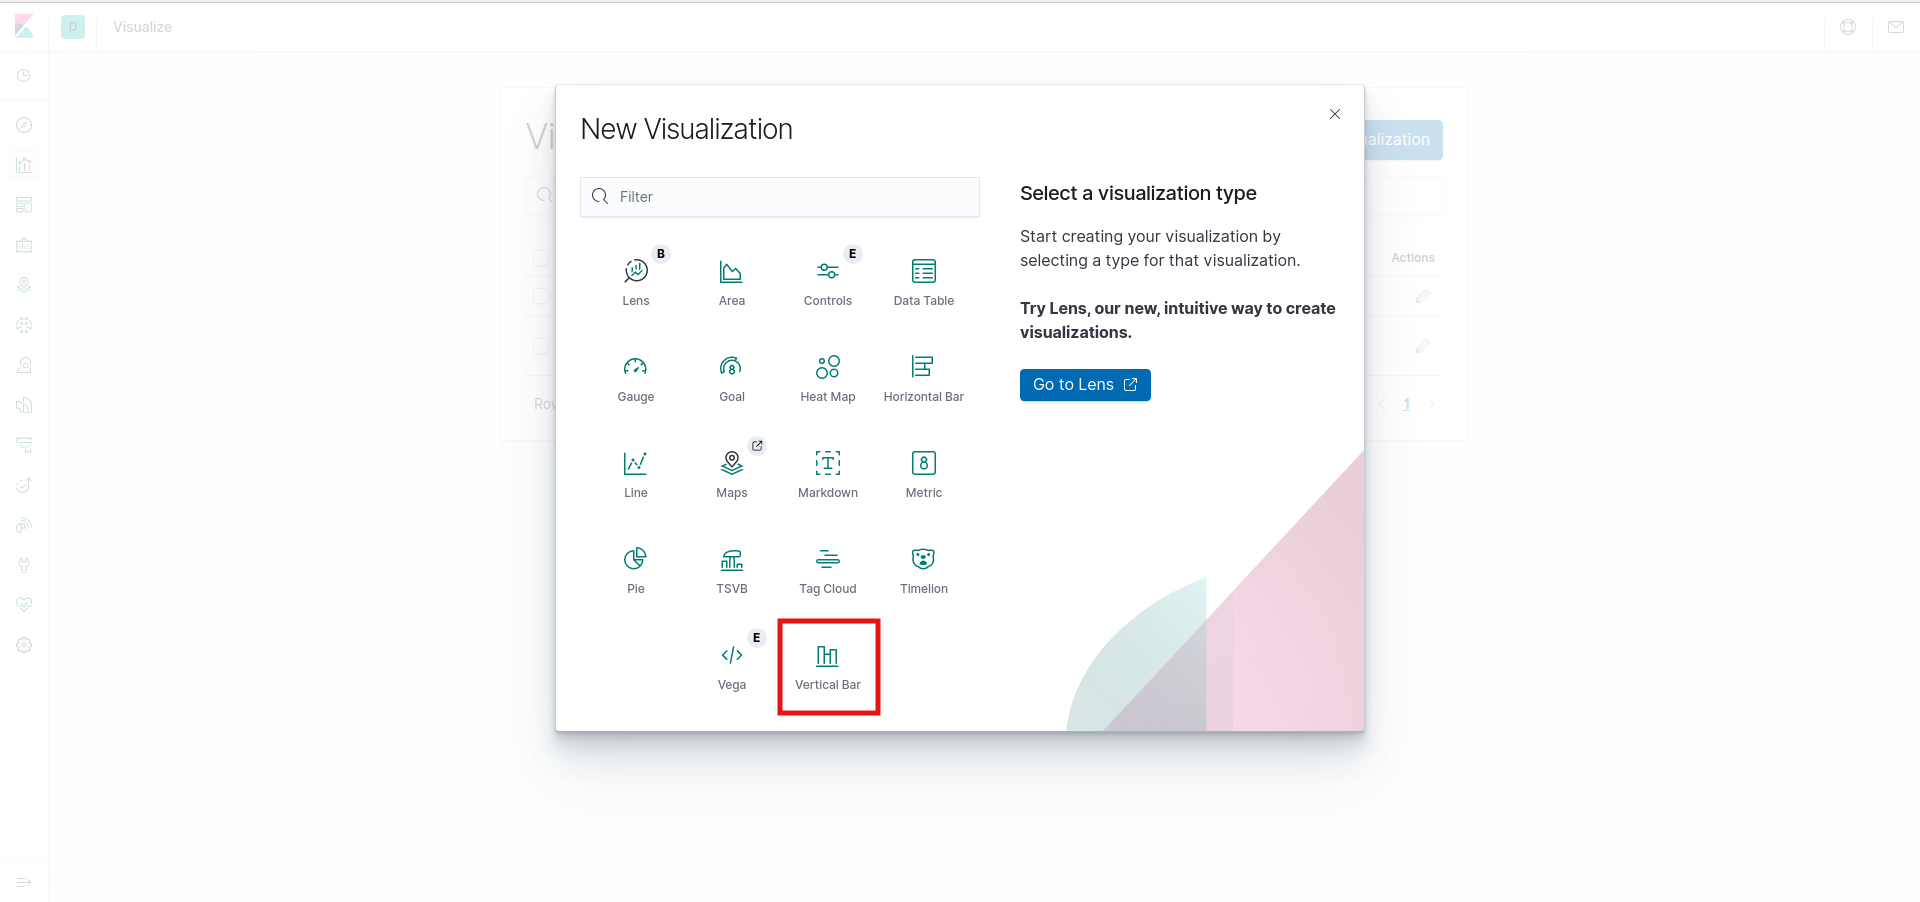 D
Visualize
New Visualization
Vi
alization
Filter
Select a visualization type
Start creating your visualization by
selecting a type for that visualization.
Try Lens, our new, intuitive way to create
visualizations.
Go to Lens
B
E
Lens
Area
Controls
Data Table
Actions
Gauge
Goal
Heat Map
Horizontal Bar
Row
1
Line
Maps
Markdown
Metric
Pie
TSVB
Tag Cloud
Timelion
E
Vega
Vertical Bar